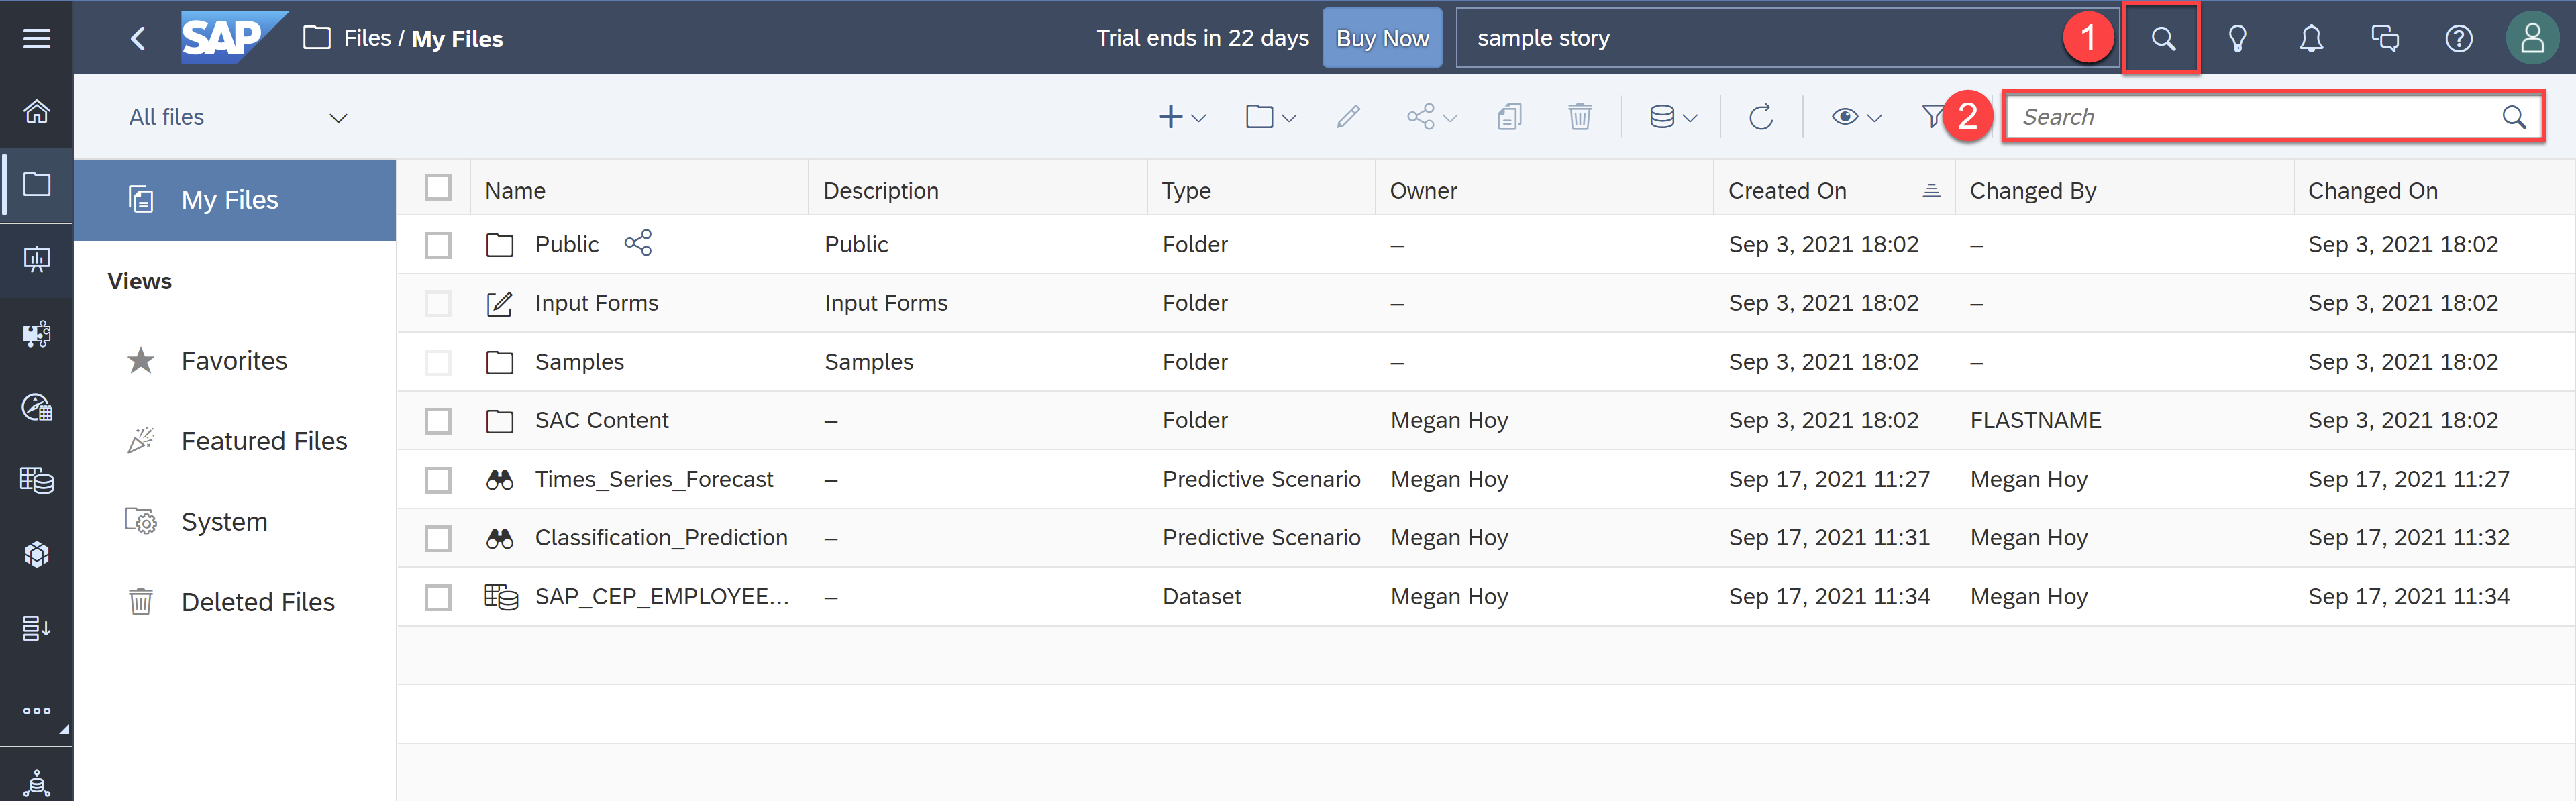 SAP Files / My Files Trial ends in 22 days Buy Now sample story 1
All files 2 Search
My Files
Views
Favorites
Featured Files
System
Deleted Files
Name Description Type Owner Created On Changed By Changed On
Public Public Folder – Sep 3, 2021 18:02 – Sep 3, 2021 18:02
Input Forms Input Forms Folder – Sep 3, 2021 18:02 – Sep 3, 2021 18:02
Samples Samples Folder – Sep 3, 2021 18:02 – Sep 3, 2021 18:02
SAC Content – Folder Megan Hoy Sep 3, 2021 18:02 FLASTNAME Sep 3, 2021 18:02
Times_Series_Forecast – Predictive Scenario Megan Hoy Sep 17, 2021 11:27 Megan Hoy Sep 17, 2021 11:27
Classification_Prediction – Predictive Scenario Megan Hoy Sep 17, 2021 11:31 Megan Hoy Sep 17, 2021 11:32
SAP_CEP_EMPLOYEE... – Dataset Megan Hoy Sep 17, 2021 11:34 Megan Hoy Sep 17, 2021 11:34